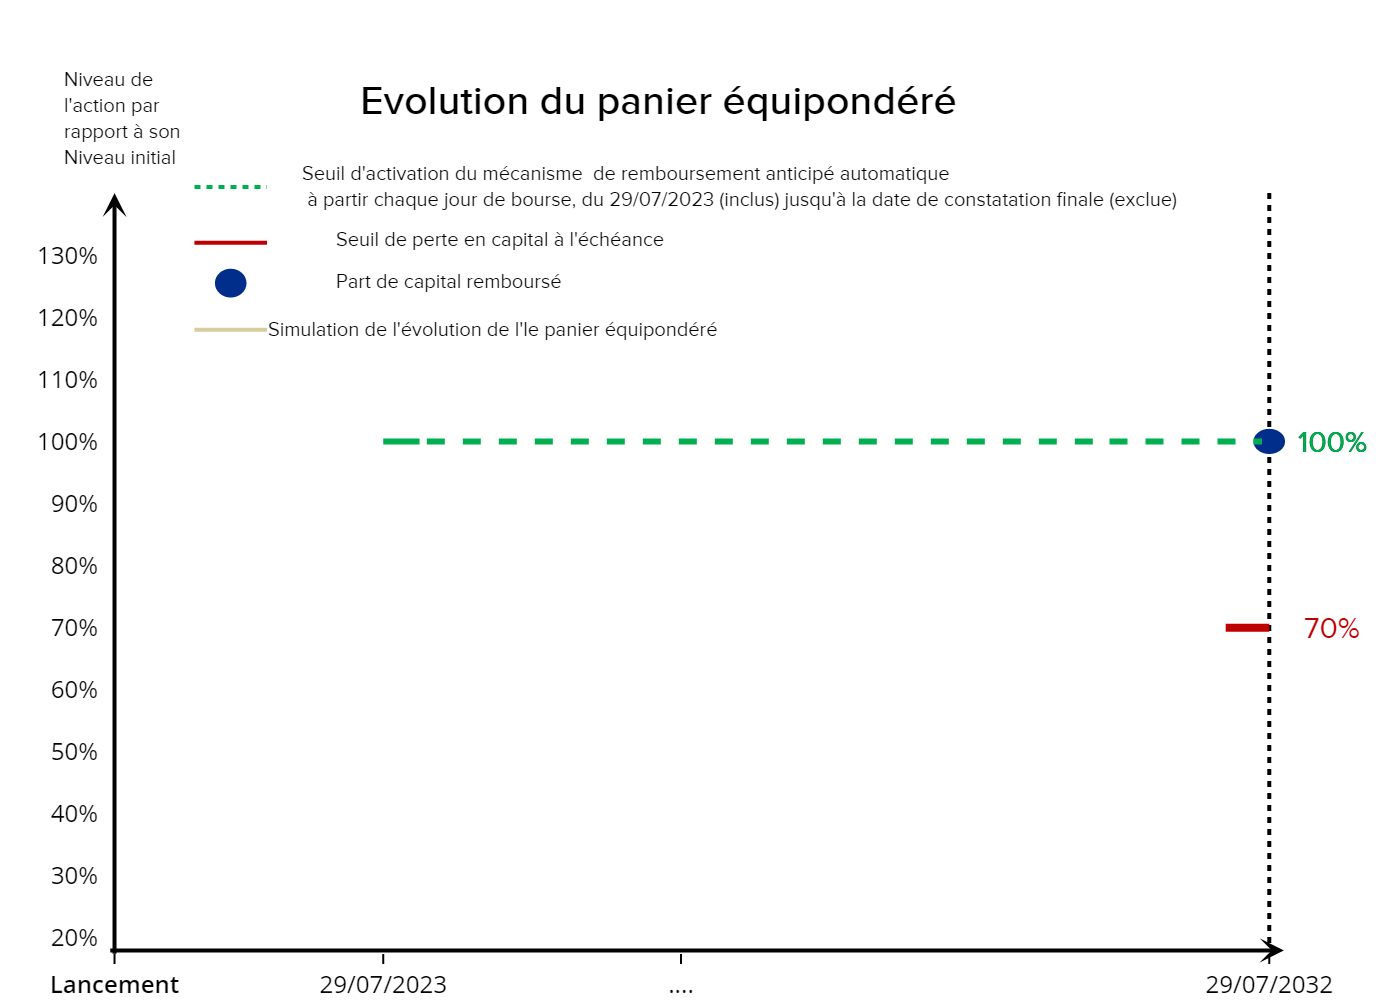 Niveau de
l'action par
rapport à son
Niveau initial
Evolution du panier équipondéré
Seuil d'activation du mécanisme  de remboursement anticipé automatique
à partir chaque jour de bourse, du 29/07/2023 (inclus) jusqu'à la date de constatation finale (exclue)
Seuil de perte en capital à l'échéance
Part de capital remboursé
Simulation de l'évolution de l'le panier équipondéré
130%
120%
110%
100%
100%
90%
80%
70%
70%
60%
50%
40%
30%
20%
Lancement
29/07/2023
....
29/07/2032